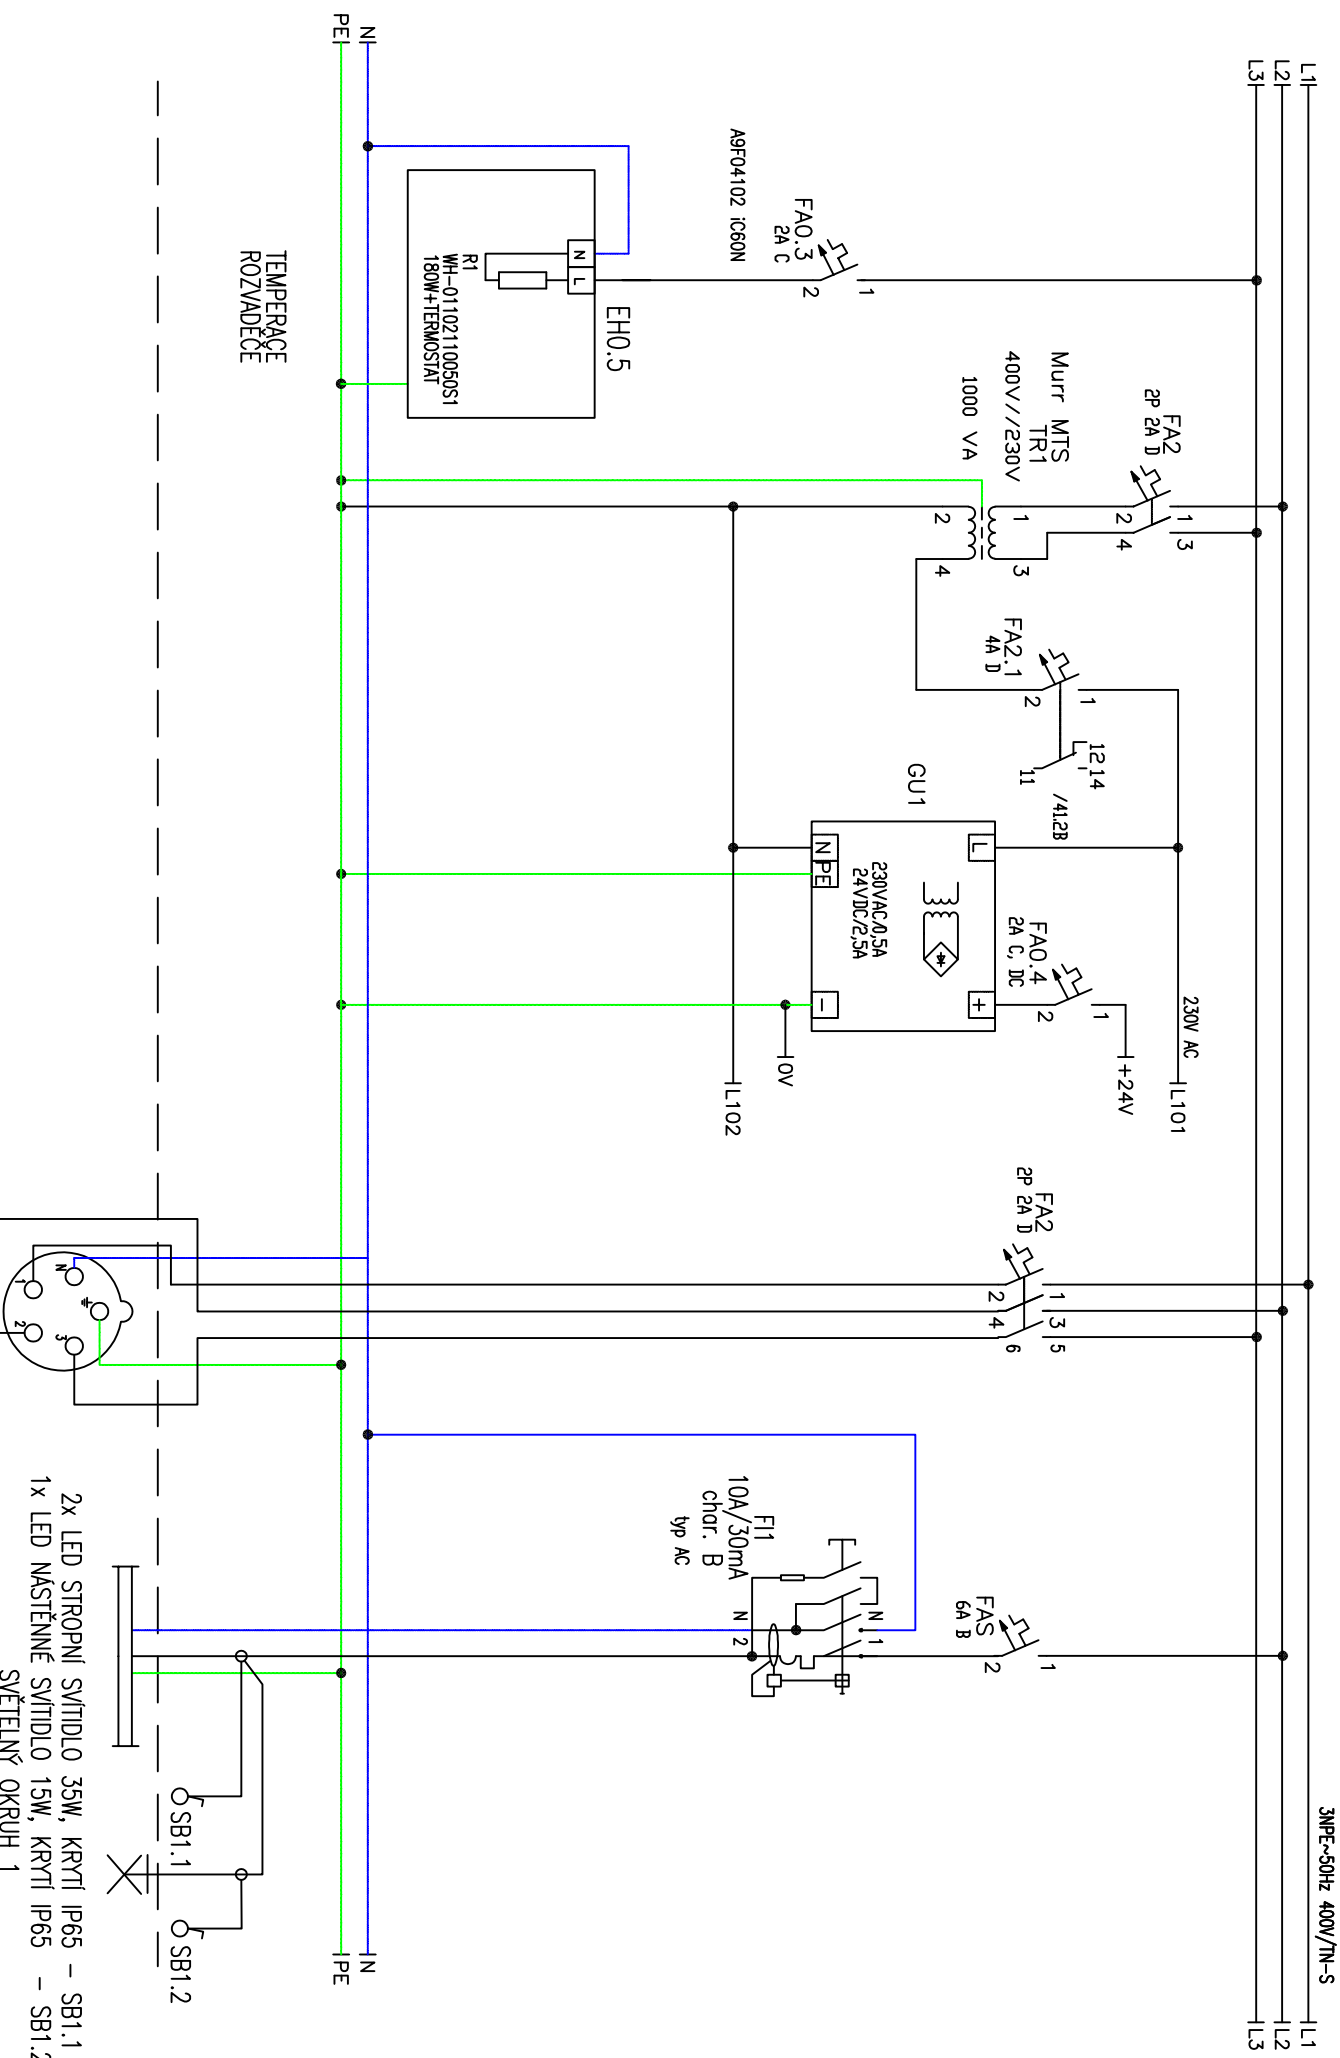 3NPE~50Hz 400V/TN-S
L1
L2
L3
L1
L2
L3
FA0.3
2A C
1
2
A9F04102 iC60N
EH0.5
N
L
R1
WH-01102110050S1
180W+TERMOSTAT
TEMPERACE
ROZVADĚČE
FA2
2P 2A D
1
3
2
4
Murr MTS
TR1
400V//230V
1000 VA
1
3
2
4
FA2.1
4A D
1
2
12
14
11
/41.2B
230V AC
L101
GU1
L
N
PE
230VAC/0,5A
24VDC/2,5A
+
-
FA0.4
2A C, DC
1
2
+24V
0V
L102
FA2
2P 2A D
1
3
5
2
4
6
FAS
6A B
1
2
FI1
10A/30mA
char. B
typ AC
N
1
N
2
N
PE
N
PE
N
1
2
3
SB1.1
SB1.2
2x LED STROPNÍ SVÍTIDLO 35W, KRYTÍ IP65 - SB1.1
1x LED NÁSTĚNNÉ SVÍTIDLO 15W, KRYTÍ IP65 - SB1.2
SVĚTELNÝ OKRUH 1